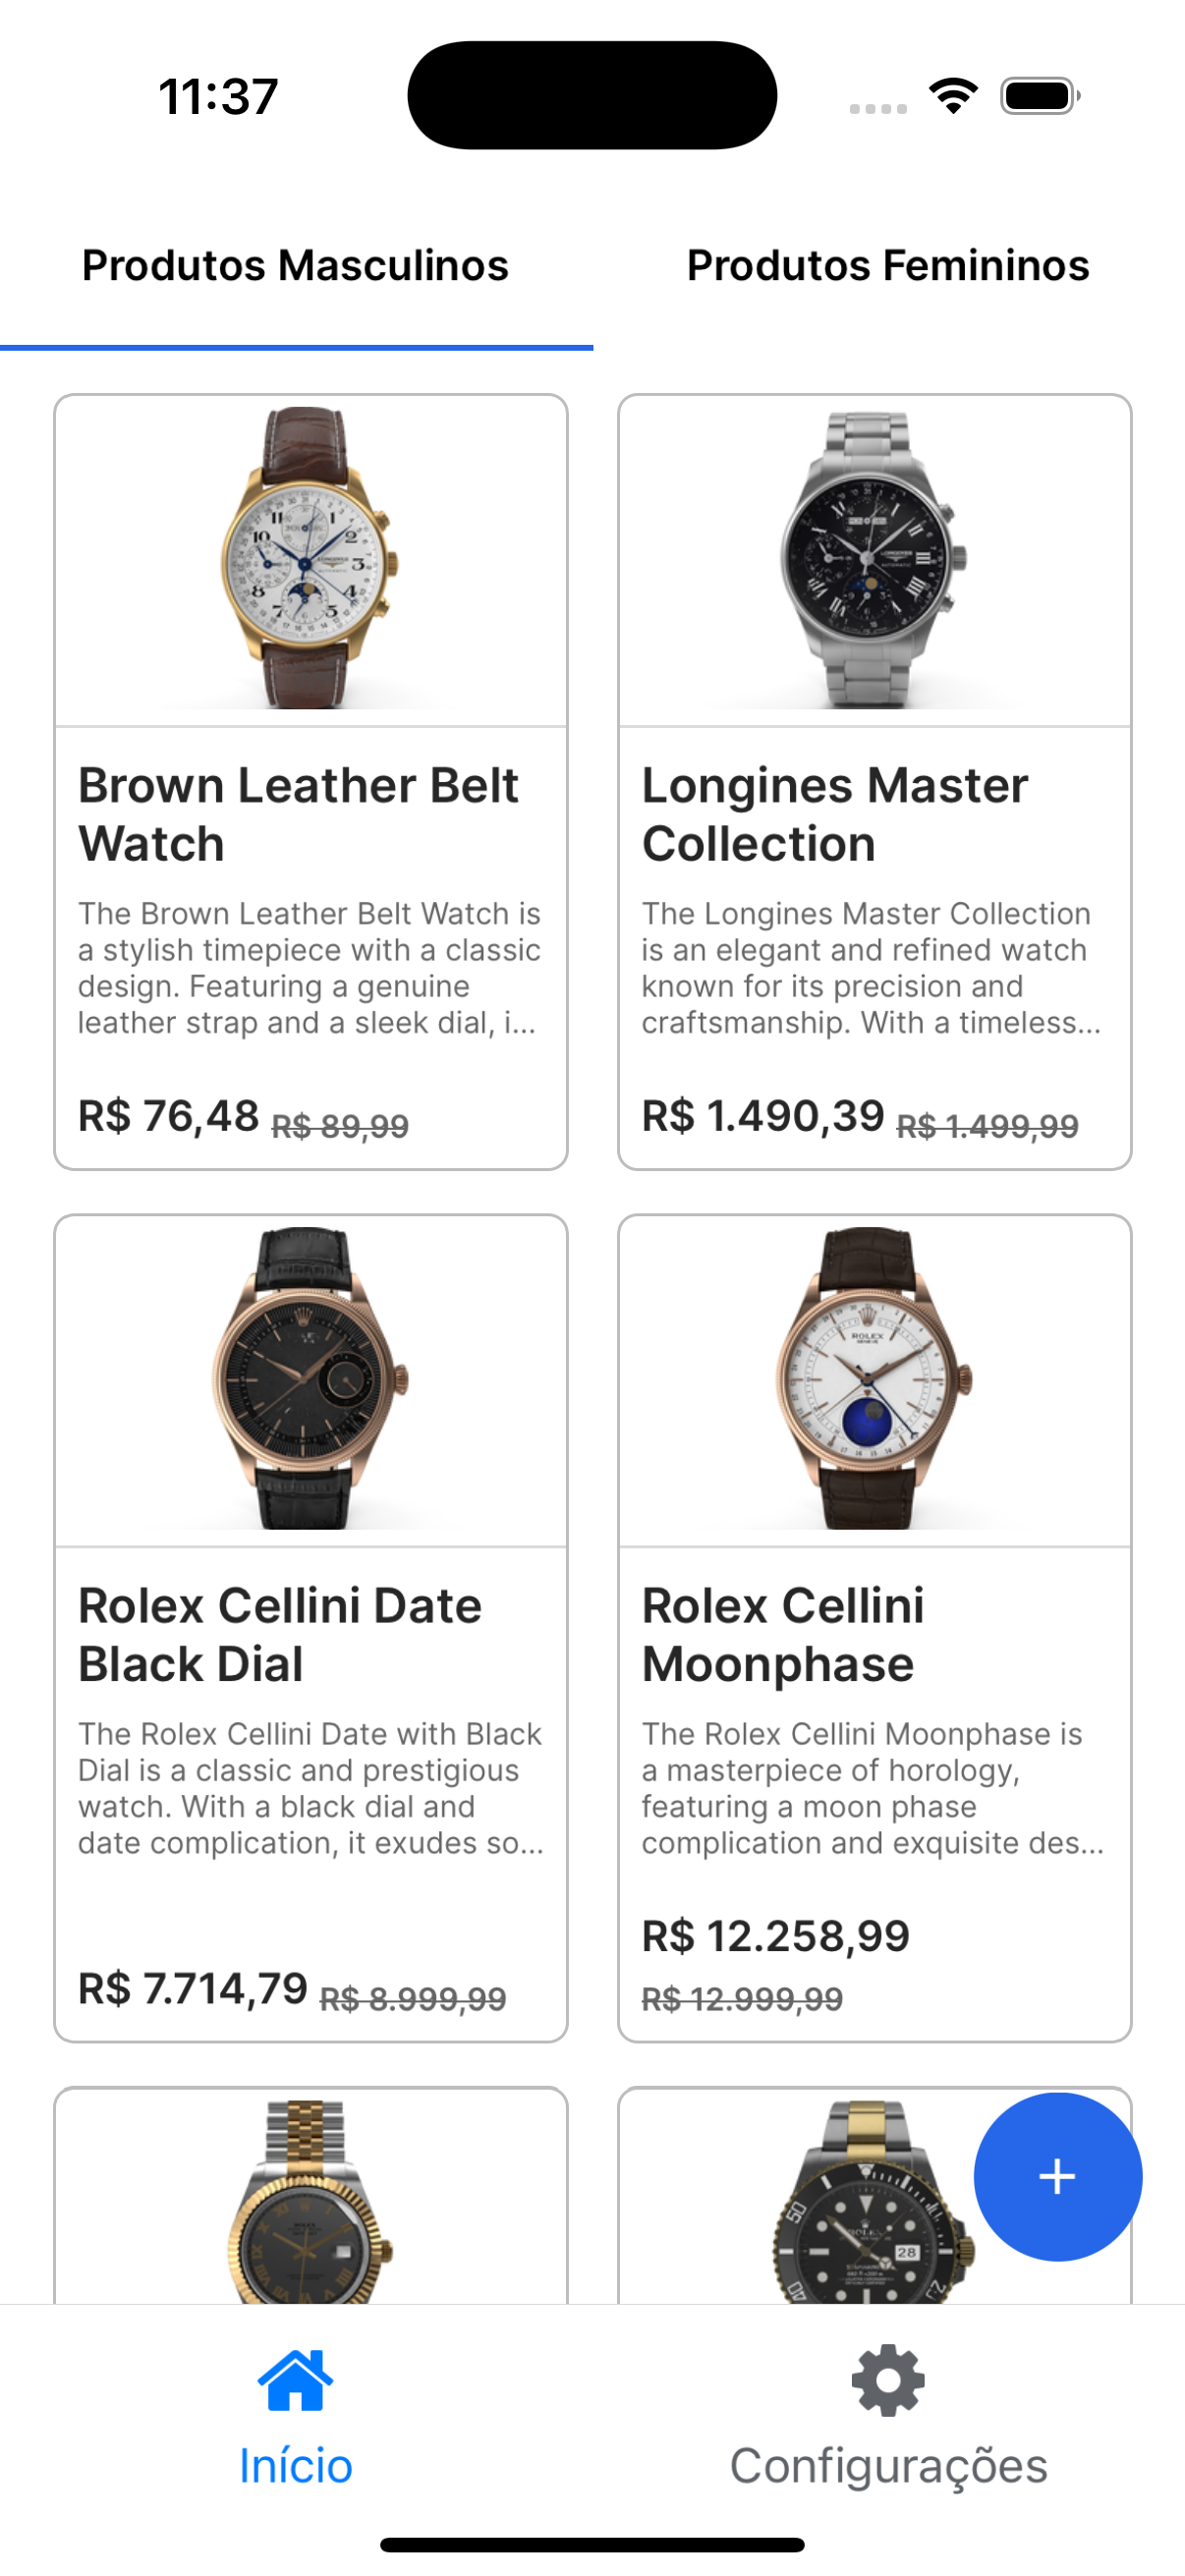 11:37
Produtos Masculinos
Produtos Femininos
Brown Leather Belt
Watch
The Brown Leather Belt Watch is
a stylish timepiece with a classic
design. Featuring a genuine
leather strap and a sleek dial, i...
R$ 76,48 R$ 89,99
Longines Master
Collection
The Longines Master Collection
is an elegant and refined watch
known for its precision and
craftsmanship. With a timeless...
R$ 1.490,39 R$ 1.499,99
Rolex Cellini Date
Black Dial
The Rolex Cellini Date with Black
Dial is a classic and prestigious
watch. With a black dial and
date complication, it exudes so...
R$ 7.714,79 R$ 8.999,99
ROLEX
Rolex Cellini
Moonphase
The Rolex Cellini Moonphase is
a masterpiece of horology,
featuring a moon phase
complication and exquisite des...
R$ 12.258,99
R$ 12.999,99
28
Início
Configurações